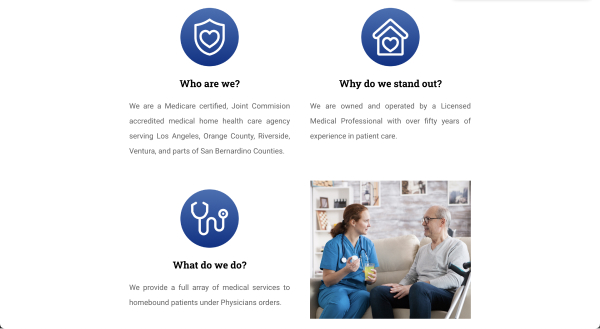 Who are we?
We are a Medicare certified, Joint Commision
accredited medical home health care agency
serving Los Angeles, Orange County, Riverside,
Ventura, and parts of San Bernardino Counties.
Why do we stand out?
We are owned and operated by a Licensed
Medical Professional with over fifty years of
experience in patient care.
What do we do?
We provide a full array of medical services to
homebound patients under Physicians orders.